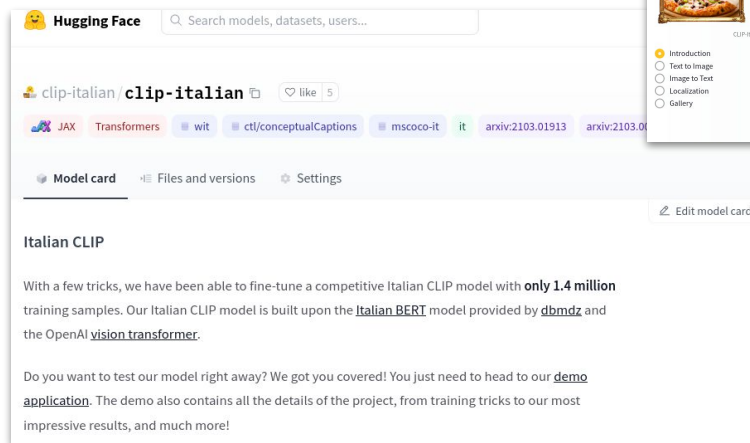 Hugging Face
Search models, datasets, users...
clip-italian/clip-italian
like 5
JAX Transformers wit ctl/conceptualCaptions mscoco-it it arxiv:2103.01913 arxiv:2103.00
Model card Files and versions Settings
Edit model card
Italian CLIP
With a few tricks, we have been able to fine-tune a competitive Italian CLIP model with only 1.4 million
training samples. Our Italian CLIP model is built upon the Italian BERT model provided by dbmdz and
the OpenAI vision transformer.
Do you want to test our model right away? We got you covered! You just need to head to our demo
application. The demo also contains all the details of the project, from training tricks to our most
impressive results, and much more!
Introduction
Text to Image
Image to Text
Localization
Gallery